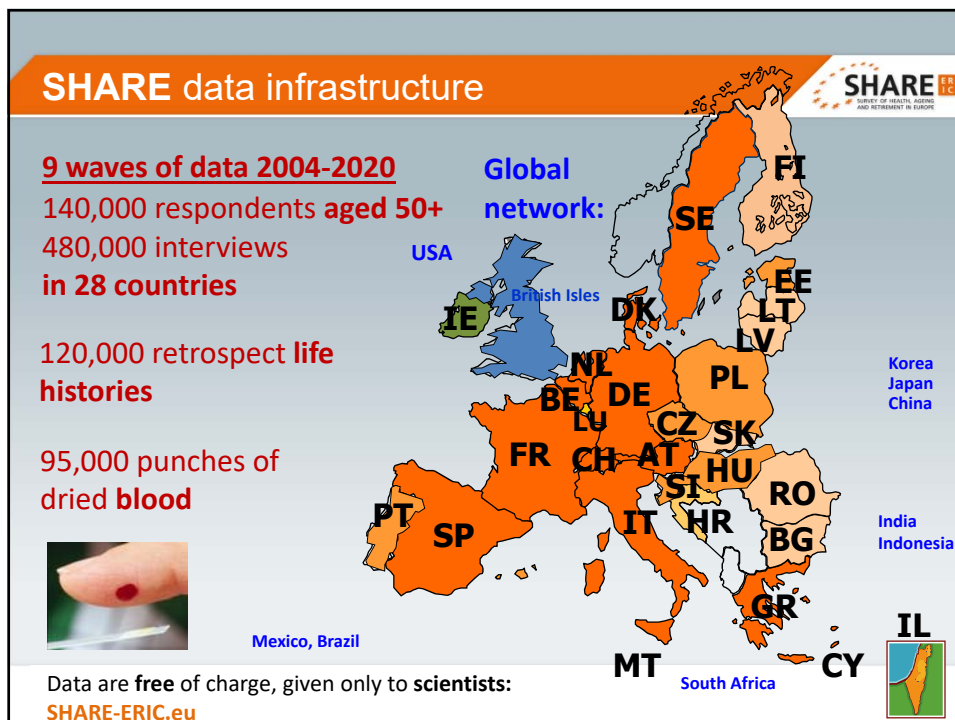 SHARE data infrastructure
SHARE ERIC
SURVEY OF HEALTH, AGEING
AND RETIREMENT IN EUROPE
9 waves of data 2004-2020
140,000 respondents aged 50+
480,000 interviews
in 28 countries
120,000 retrospect life
histories
95,000 punches of
dried blood
Global
network:
USA
British Isles
Korea
Japan
China
India
Indonesia
Mexico, Brazil
South Africa
FI
SE
EE
LT
LV
DK
IE
NL
BE
DE
PL
LU
CZ
SK
FR
CH
AT
HU
SI
RO
PT
SP
IT
HR
BG
GR
IL
MT
CY
Data are free of charge, given only to scientists:
SHARE-ERIC.eu